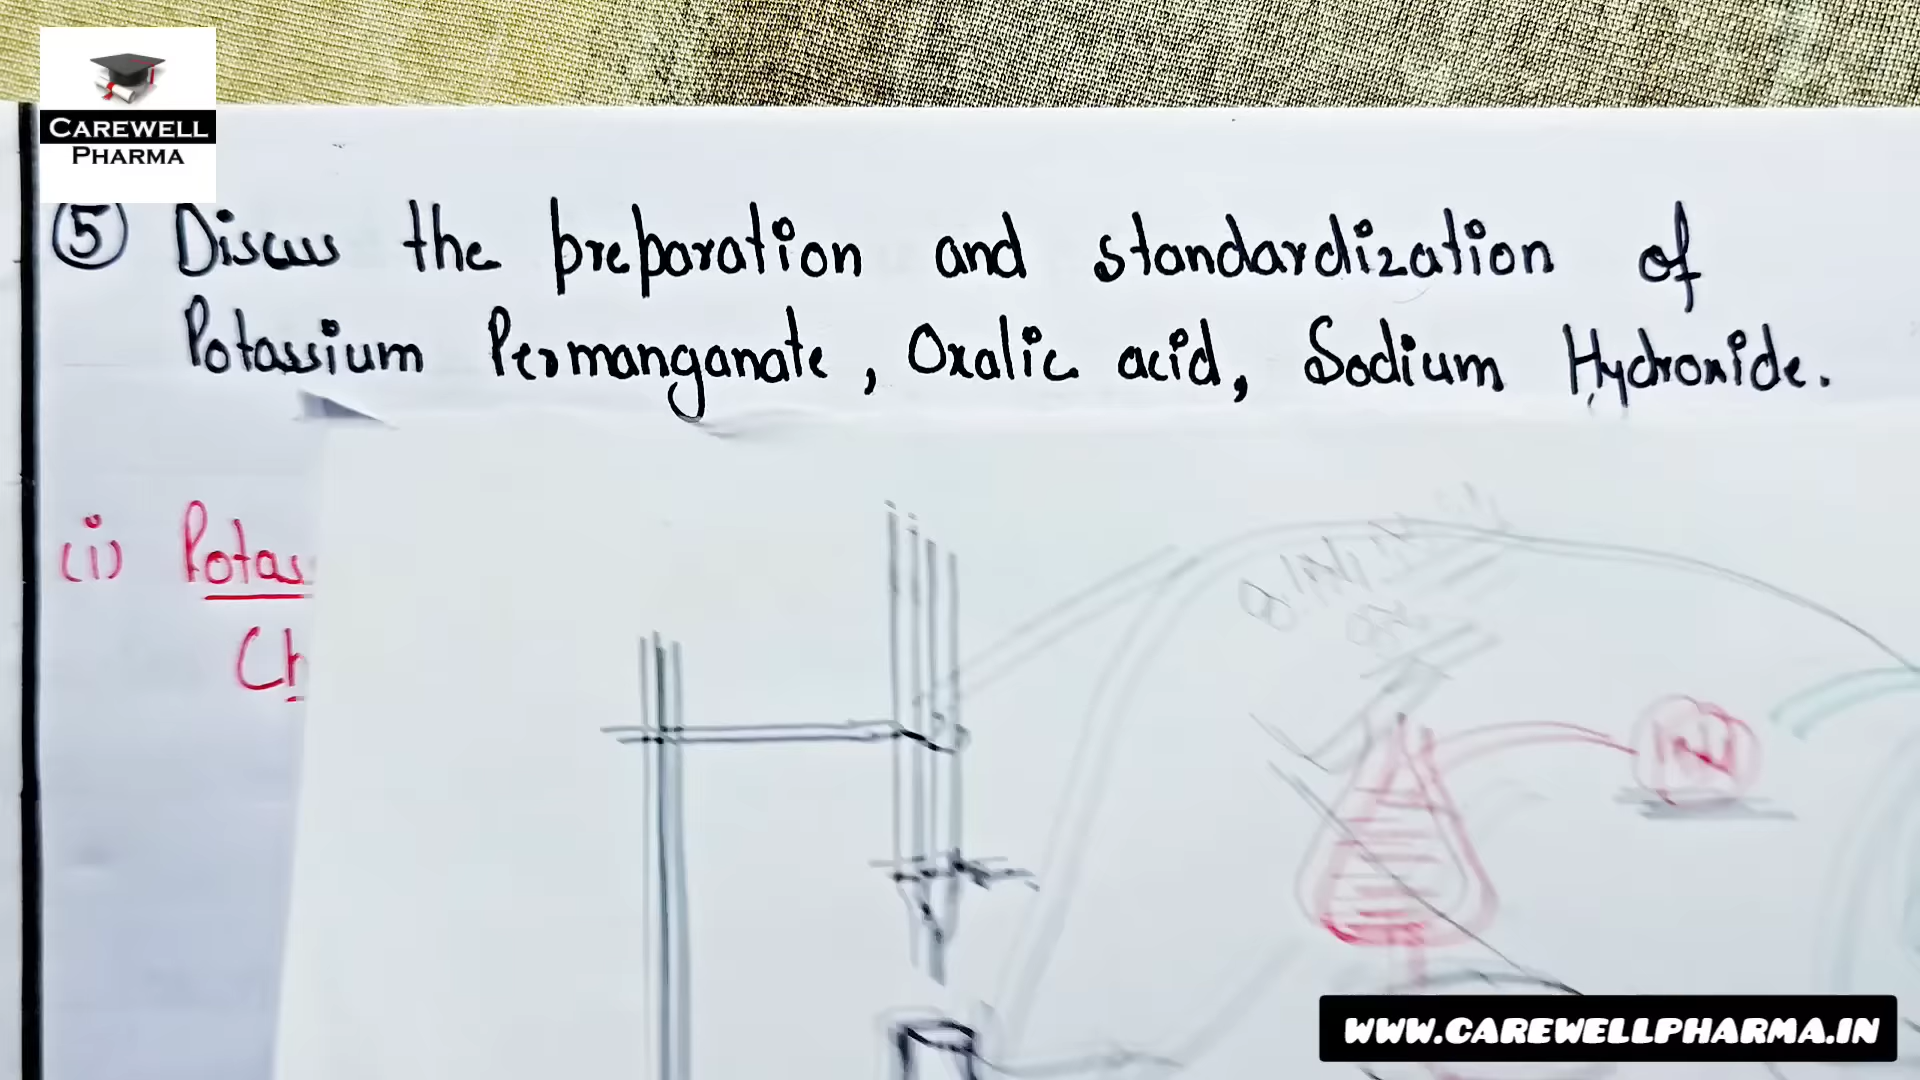 CAREWELL
PHARMA
5 Discuss the preparation and standardization of
Potassium Permanganate, Oxalic acid, Sodium Hydroxide.
(i) Potas
Ch
WWW.CAREWELLPHARMA.IN